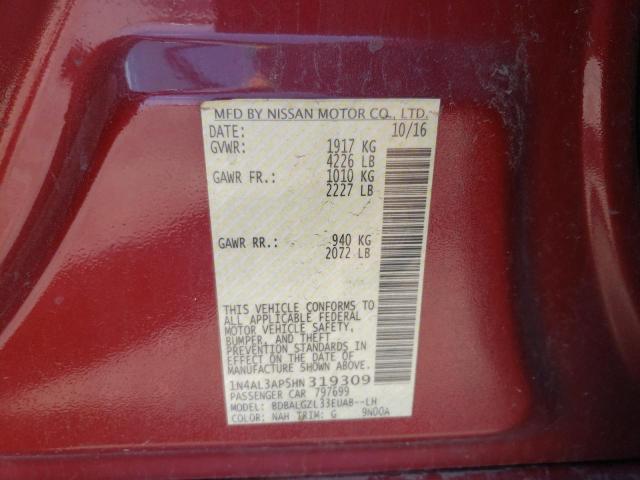 MFD BY NISSAN MOTOR CO., LTD.
DATE: 10/16
GVWR: 1917 KG
4226 LB
GAWR FR.: 1010 KG
2227 LB
GAWR RR.: 940 KG
2072 LB
THIS VEHICLE CONFORMS TO
ALL APPLICABLE FEDERAL
MOTOR VEHICLE SAFETY,
BUMPER, AND THEFT
PREVENTION STANDARDS IN
EFFECT ON THE DATE OF
MANUFACTURE SHOWN ABOVE.
1N4AL3AP5HN 319309
PASSENGER CAR 797699
MODEL: BDBALGZL33EUAB--LH
COLOR: NAH TRIM: G 9N00A